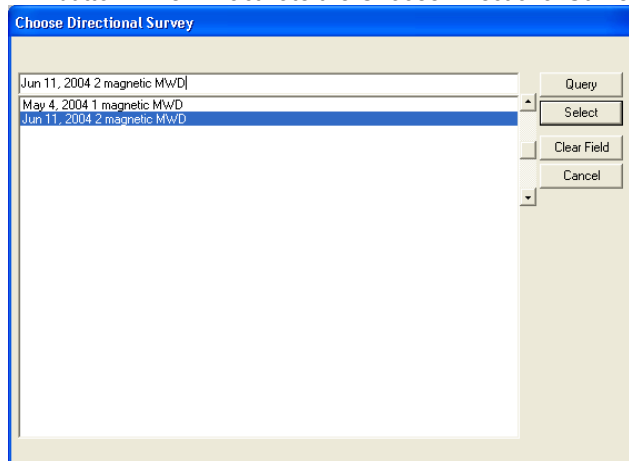 Choose Directional Survey
Jun 11, 2004 2 magnetic MWD
Query
May 4, 2004 1 magnetic MWD
Jun 11, 2004 2 magnetic MWD
Select
Clear Field
Cancel